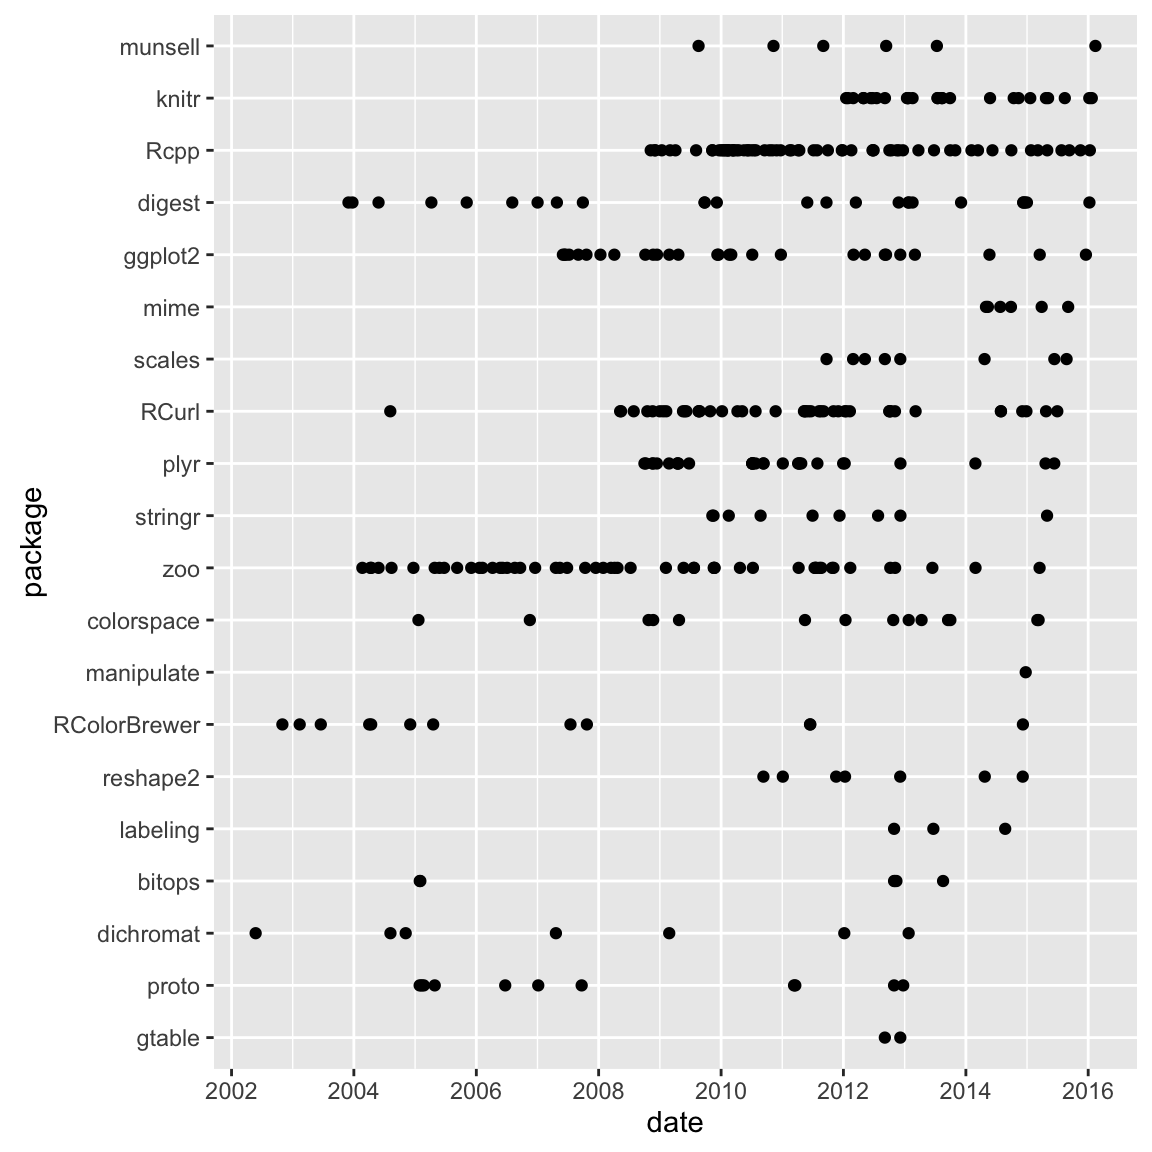 munsell
knitr
Rcpp
digest
ggplot2
mime
scales
RCurl
plyr
stringr
zoo
colorspace
manipulate
RColorBrewer
reshape2
labeling
bitops
dichromat
proto
gtable
package
2002 2004 2006 2008 2010 2012 2014 2016
date